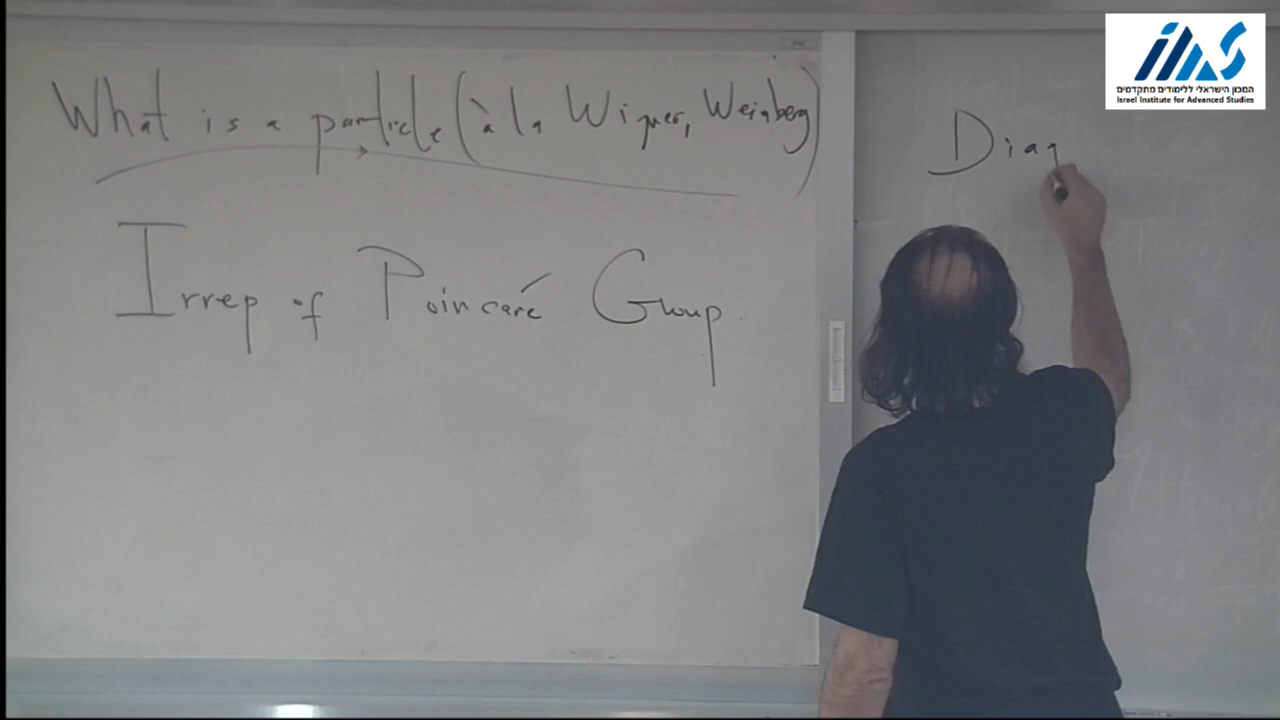 What is a particle (à la Wigner, Weinberg)
Irrep of Poincaré Group.
Diag
המכון הישראלי ללימודים מתקדמים
Israel Institute for Advanced Studies